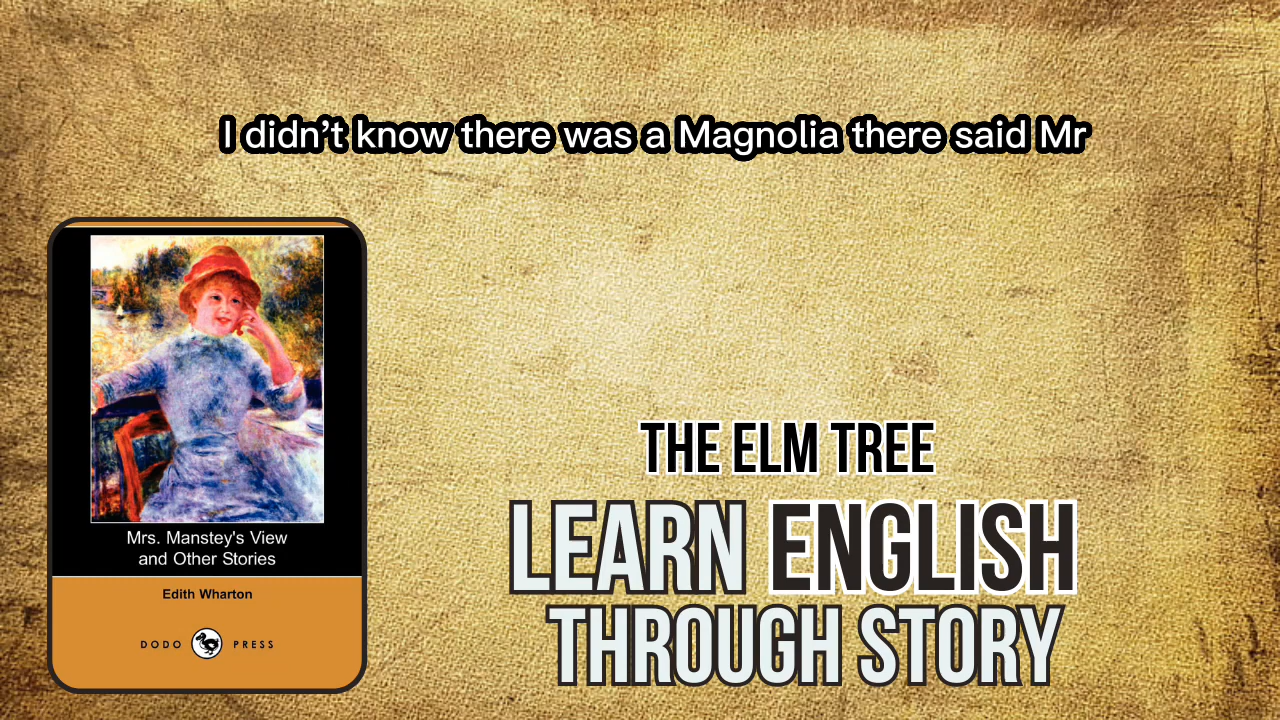 I didn't know there was a Magnolia there said Mr
Mrs. Manstey's View
and Other Stories
Edith Wharton
DODO PRESS
THE ELM TREE
LEARN ENGLISH
THROUGH STORY